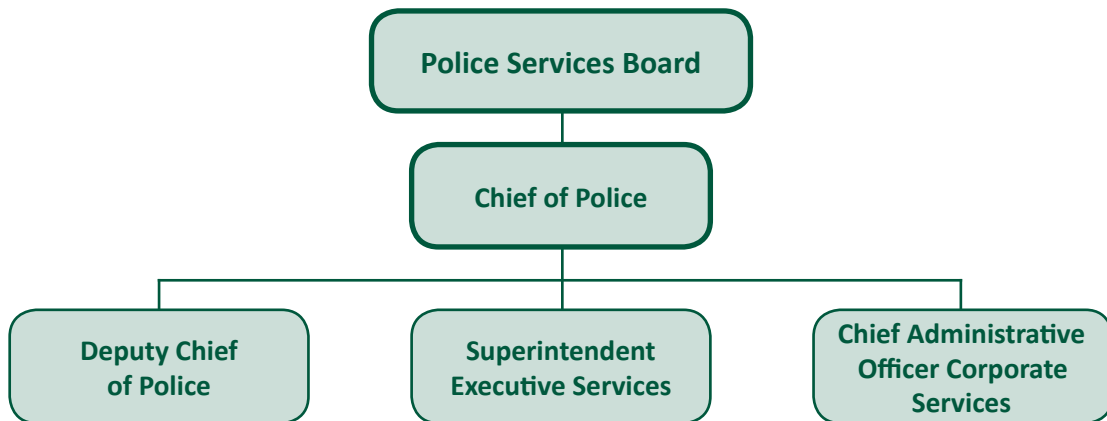 Police Services Board
Chief of Police
Deputy Chief
of Police
Superintendent
Executive Services
Chief Administrative
Officer Corporate
Services